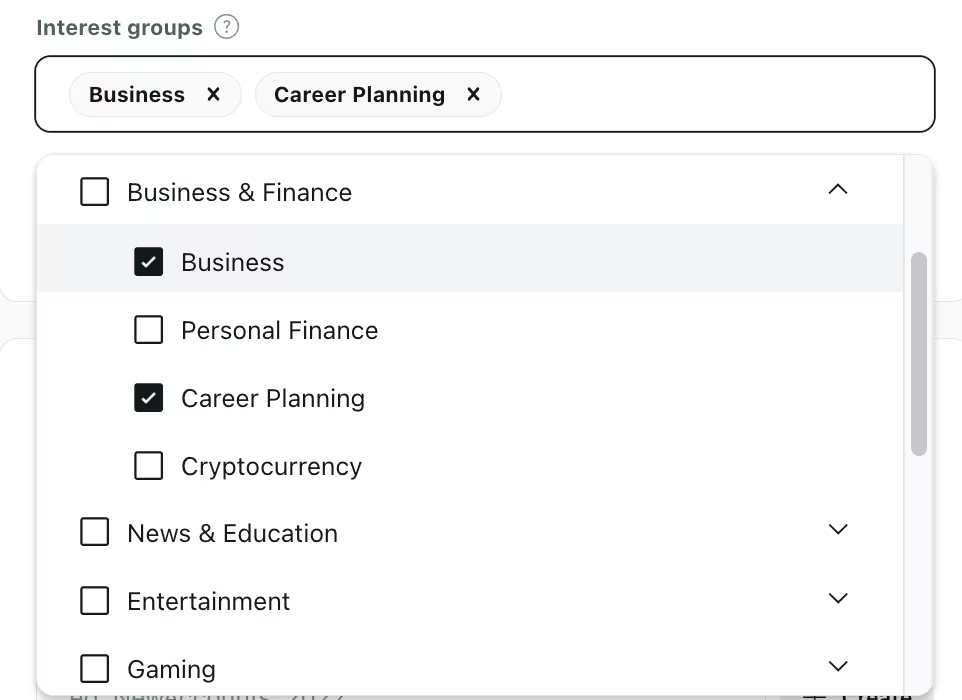 Interest groups ?
Business ×
Career Planning ×
Business & Finance
Business
Personal Finance
Career Planning
Cryptocurrency
News & Education
Entertainment
Gaming